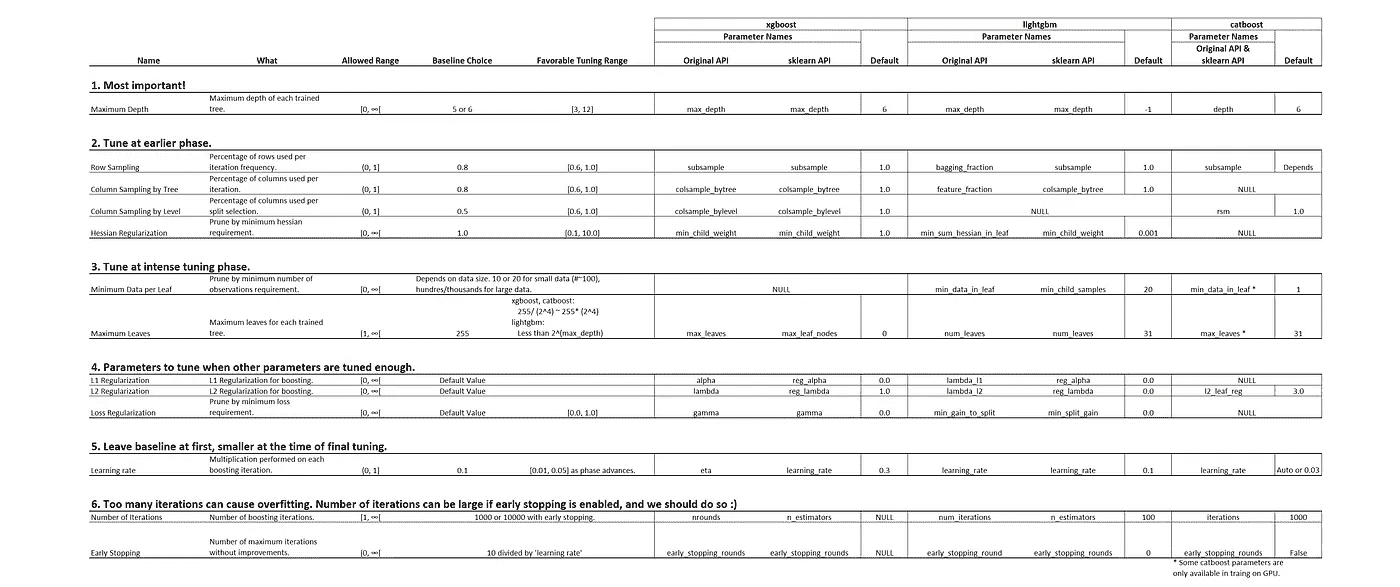 xgboost lightgbm catboost
Parameter Names Parameter Names Parameter Names
Original API &
Name What Allowed Range Baseline Choice Favorable Tuning Range Original API sklearn API Default Original API sklearn API Default sklearn API Default
1. Most important!
Maximum depth of each trained
Maximum Depth tree. [0, ∞[ 5 or 6 [3, 12] max_depth max_depth 6 max_depth max_depth -1 depth 6
2. Tune at earlier phase.
Percentage of rows used per
Row Sampling iteration frequency. (0, 1] 0.8 [0.6, 1.0] subsample subsample 1.0 bagging_fraction subsample 1.0 subsample Depends
Percentage of columns used per
Column Sampling by Tree iteration. (0, 1] 0.8 [0.6, 1.0] colsample_bytree colsample_bytree 1.0 feature_fraction colsample_bytree 1.0 NULL
Percentage of columns used per
Column Sampling by Level split selection. (0, 1] 0.5 [0.6, 1.0] colsample_bylevel colsample_bylevel 1.0 NULL rsm 1.0
Prune by minimum hessian
Hessian Regularization requirement. [0, ∞[ 1.0 [0.1, 10.0] min_child_weight min_child_weight 1.0 min_sum_hessian_in_leaf min_child_weight 0.001 NULL
3. Tune at intense tuning phase.
Prune by minimum number of Depends on data size. 10 or 20 for small data (#~100),
Minimum Data per Leaf observations requirement. [0, ∞[ hundres/thousands for large data. NULL min_data_in_leaf min_child_samples 20 min_data_in_leaf * 1
xgboost, catboost:
255/ (2^4) ~ 255* (2^4)
Maximum leaves for each trained lightgbm:
Maximum Leaves tree. [1, ∞[ 255 Less than 2^(max_depth) max_leaves max_leaf_nodes 0 num_leaves num_leaves 31 max_leaves * 31
4. Parameters to tune when other parameters are tuned enough.
L1 Regularization L1 Regularization for boosting. [0, ∞[ Default Value alpha reg_alpha 0.0 lambda_l1 reg_alpha 0.0 NULL
L2 Regularization L2 Regularization for boosting. [0, ∞[ Default Value lambda reg_lambda 1.0 lambda_l2 reg_lambda 0.0 l2_leaf_reg 3.0
Prune by minimum loss
Loss Regularization requirement. [0, ∞[ Default Value [0.0, 1.0] gamma gamma 0.0 min_gain_to_split min_split_gain 0.0 NULL
5. Leave baseline at first, smaller at the time of final tuning.
Multiplication performed on each
Learning rate boosting iteration. (0, 1] 0.1 [0.01, 0.05] as phase advances. eta learning_rate 0.3 learning_rate learning_rate 0.1 learning_rate Auto or 0.03
6. Too many iterations can cause overfitting. Number of iterations can be large if early stopping is enabled, and we should do so :)
Number of Iterations Number of boosting iterations. [1, ∞[ 1000 or 10000 with early stopping. nrounds n_estimators NULL num_iterations n_estimators 100 iterations 1000
Number of maximum iterations
Early Stopping without improvements. [0, ∞[ 10 divided by 'learning rate' early_stopping_rounds early_stopping_rounds NULL early_stopping_round early_stopping_rounds 0 early_stopping_rounds False
* Some catboost parameters are
only available in traing on GPU.